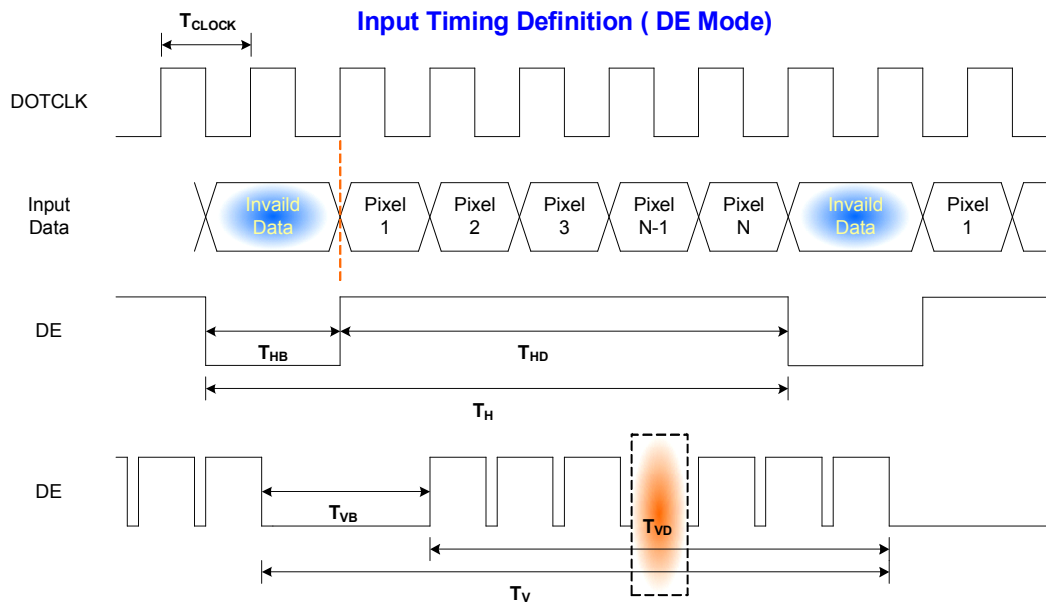 Input Timing Definition ( DE Mode)
TCLOCK
DOTCLK
Input
Data
Invaild
Data
Pixel
1
Pixel
2
Pixel
3
Pixel
N-1
Pixel
N
Invaild
Data
Pixel
1
DE
THB
THD
TH
DE
TVB
TVD
TV